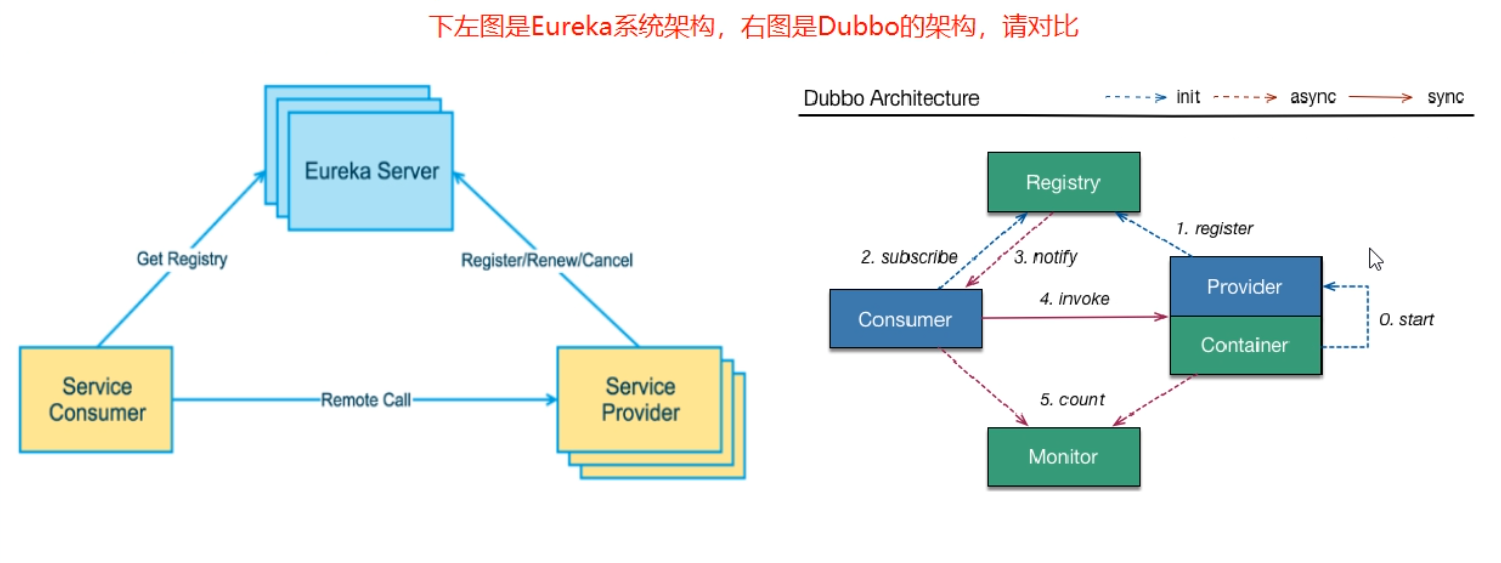 下左图是Eureka系统架构，右图是Dubbo的架构，请对比
Eureka Server
Get Registry
Register/Renew/Cancel
Service
Consumer
Remote Call
Service
Provider
Dubbo Architecture
init
async
sync
Registry
1. register
2. subscribe
3. notify
Provider
4. invoke
Consumer
0. start
Container
5. count
Monitor